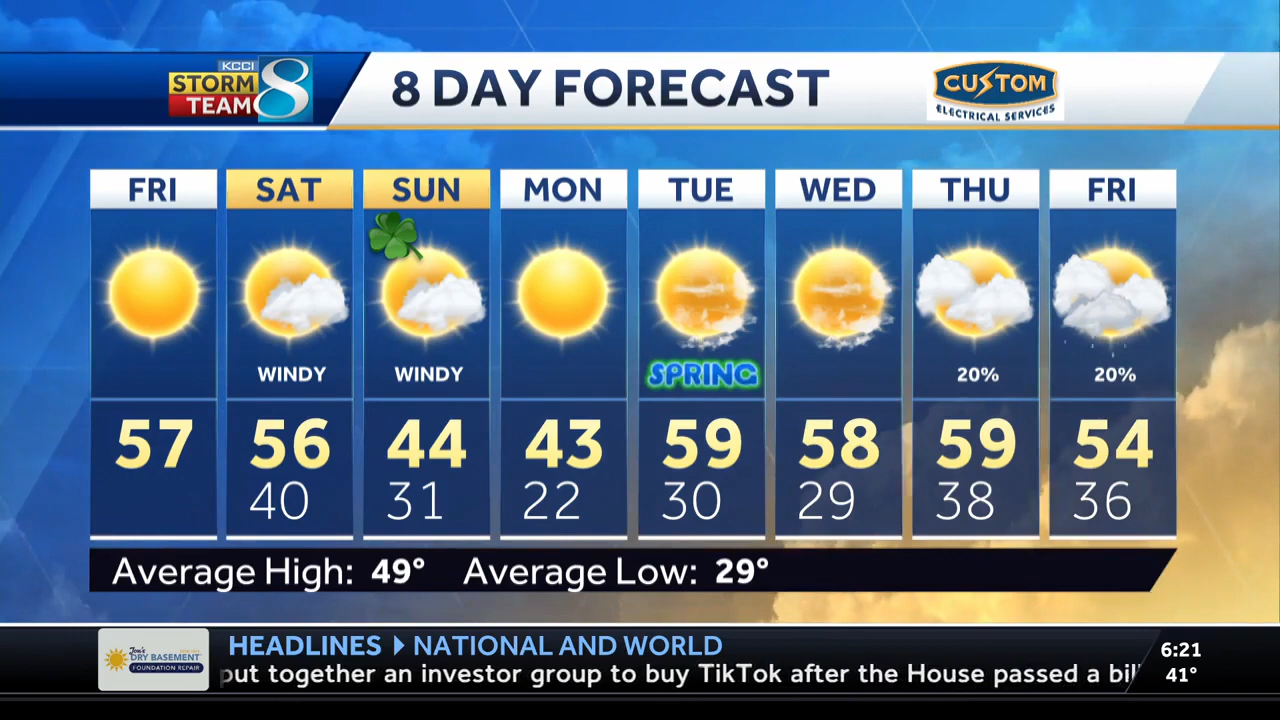 KCCI
STORM
TEAM 8
8 DAY FORECAST
CUSTOM
ELECTRICAL SERVICES
FRI SAT SUN MON TUE WED THU FRI
WINDY WINDY SPRING 20% 20%
57 56 44 43 59 58 59 54
40 31 22 30 29 38 36
Average High: 49° Average Low: 29°
Jon's
DRY BASEMENT
FOUNDATION REPAIR
HEADLINES NATIONAL AND WORLD
put together an investor group to buy TikTok after the House passed a bil
6:21
41°